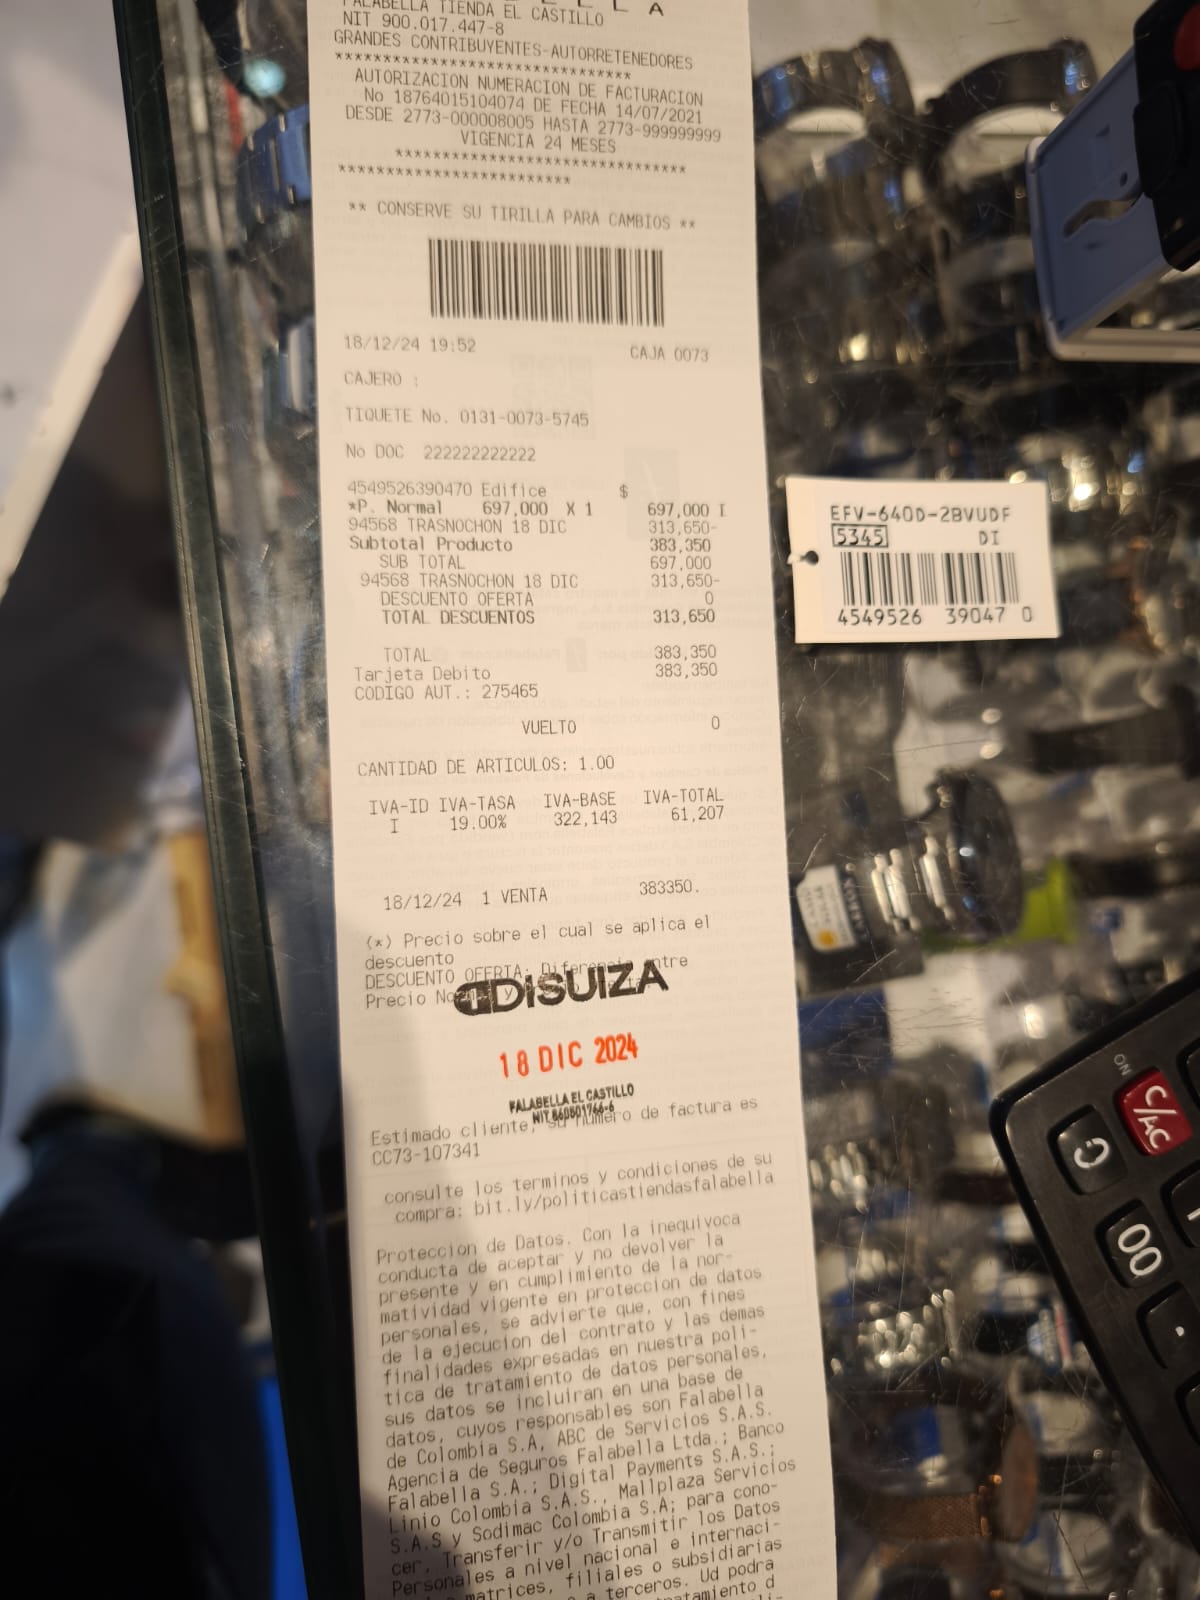 FALABELLA TIENDA EL CASTILLO
NIT 900.017.447-8
GRANDES CONTRIBUYENTES-AUTORRETENEDORES
*******************************
AUTORIZACION NUMERACION DE FACTURACION
No 18764015104074 DE FECHA 14/07/2021
DESDE 2773-000008005 HASTA 2773-999999999
VIGENCIA 24 MESES
*******************************
*************************
** CONSERVE SU TIRILLA PARA CAMBIOS **
18/12/24 19:52 CAJA 0073
CAJERO :
TIQUETE No. 0131-0073-5745
No DOC 222222222222
4549526390470 Edifice $
*P. Normal 697,000 X 1 697,000 I
94568 TRASNOCHON 18 DIC 313,650-
Subtotal Producto 383,350
SUB TOTAL 697,000
94568 TRASNOCHON 18 DIC 313,650-
DESCUENTO OFERTA 0
TOTAL DESCUENTOS 313,650
TOTAL 383,350
Tarjeta Debito 383,350
CODIGO AUT.: 275465
VUELTO 0
CANTIDAD DE ARTICULOS: 1.00
IVA-ID IVA-TASA IVA-BASE IVA-TOTAL
I 19.00% 322,143 61,207
18/12/24 1 VENTA 383350.
(*) Precio sobre el cual se aplica el
descuento
DESCUENTO OFERTA: Diferencia entre
Precio y
DISUIZA
18 DIC 2024
FALABELLA EL CASTILLO
NIT. 860501766-6
Estimado cliente, su numero de factura es
CC73-107341
consulte los terminos y condiciones de su
compra: bit.ly/politicastiendasfalabella
Proteccion de Datos. Con la inequivoca
conducta de aceptar y no devolver la
presente y en cumplimiento de la nor-
matividad vigente en proteccion de datos
personales, se advierte que, con fines
de la ejecucion del contrato y las demas
finalidades expresadas en nuestra poli-
tica de tratamiento de datos personales,
sus datos se incluiran en una base de
datos, cuyos responsables son Falabella
de Colombia S.A, ABC de Servicios S.A.S.
Agencia de Seguros Falabella Ltda.; Banco
Falabella S.A.; Digital Payments S.A.S.;
Linio Colombia S.A.S., Mallplaza Servicios
S.A.S y Sodimac Colombia S.A; para cono-
cer, Transferir y/o Transmitir los Datos
Personales a nivel nacional e internaci-
matrices, filiales o subsidiarias
a terceros. Ud podra
EFV-640D-2BVUDF
5345 DI
4549526 39047 0
ON
C/AC
00